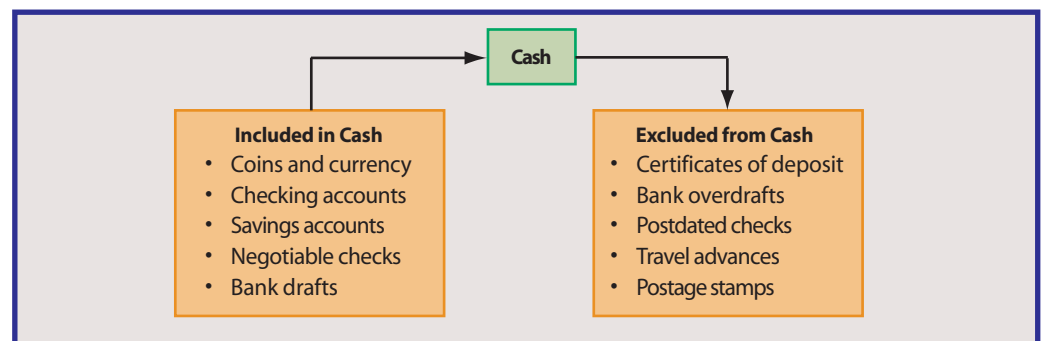 Cash
Included in Cash
• Coins and currency
• Checking accounts
• Savings accounts
• Negotiable checks
• Bank drafts
Excluded from Cash
• Certificates of deposit
• Bank overdrafts
• Postdated checks
• Travel advances
• Postage stamps